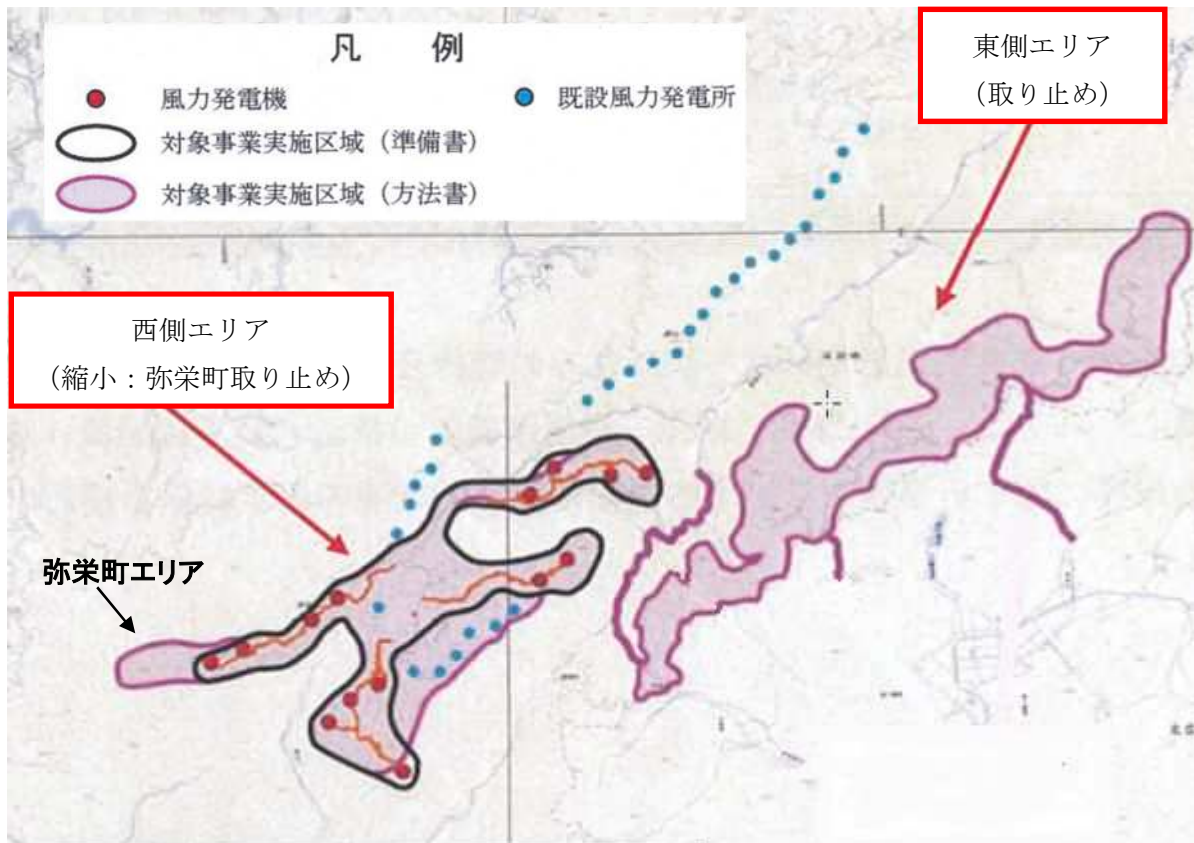 凡　例
風力発電機
既設風力発電所
対象事業実施区域（準備書）
対象事業実施区域（方法書）
東側エリア
（取り止め）
西側エリア
（縮小：弥栄町取り止め）
弥栄町エリア